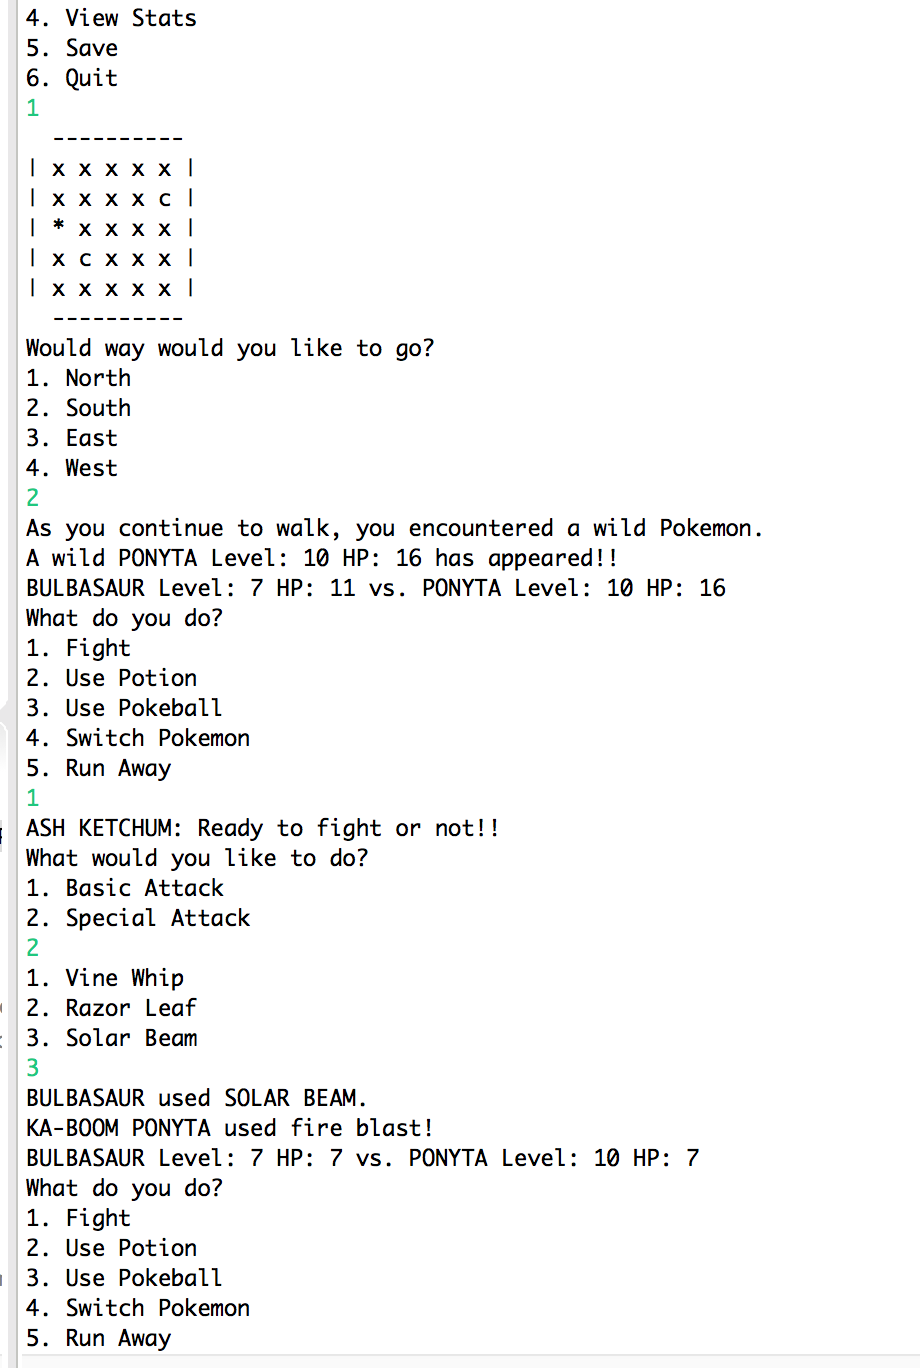 4. View Stats
5. Save
6. Quit
1
----------
| x x x x x |
| x x x x c |
| * x x x x |
| x c x x x |
| x x x x x |
----------
Would way would you like to go?
1. North
2. South
3. East
4. West
2
As you continue to walk, you encountered a wild Pokemon.
A wild PONYTA Level: 10 HP: 16 has appeared!!
BULBASAUR Level: 7 HP: 11 vs. PONYTA Level: 10 HP: 16
What do you do?
1. Fight
2. Use Potion
3. Use Pokeball
4. Switch Pokemon
5. Run Away
1
ASH KETCHUM: Ready to fight or not!!
What would you like to do?
1. Basic Attack
2. Special Attack
2
1. Vine Whip
2. Razor Leaf
3. Solar Beam
3
BULBASAUR used SOLAR BEAM.
KA-BOOM PONYTA used fire blast!
BULBASAUR Level: 7 HP: 7 vs. PONYTA Level: 10 HP: 7
What do you do?
1. Fight
2. Use Potion
3. Use Pokeball
4. Switch Pokemon
5. Run Away